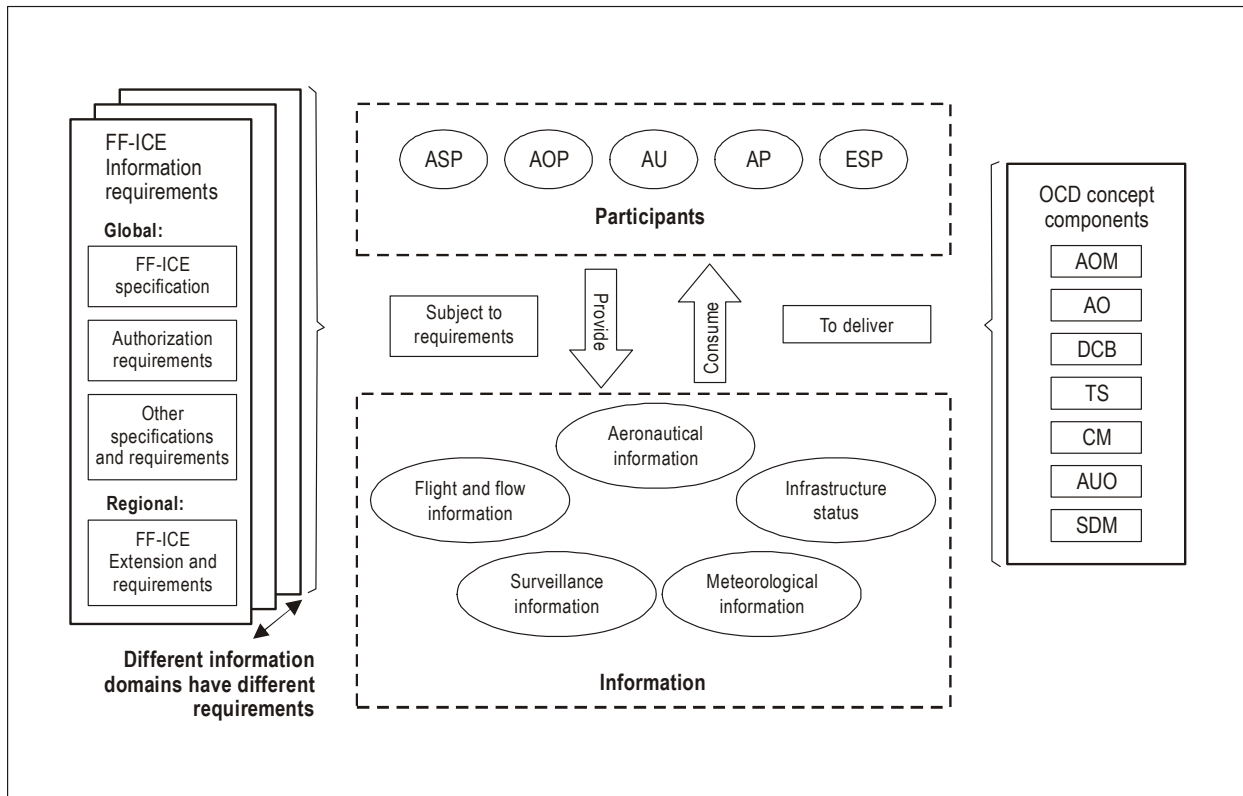 FF-ICE
Information
requirements
Global:
FF-ICE
specification
Authorization
requirements
Other
specifications
and requirements
Regional:
FF-ICE
Extension and
requirements
Different information
domains have different
requirements
ASP
AOP
AU
AP
ESP
Participants
Subject to
requirements
Provide
Consume
To deliver
Aeronautical
information
Flight and flow
information
Infrastructure
status
Surveillance
information
Meteorological
information
Information
OCD concept
components
AOM
AO
DCB
TS
CM
AUO
SDM